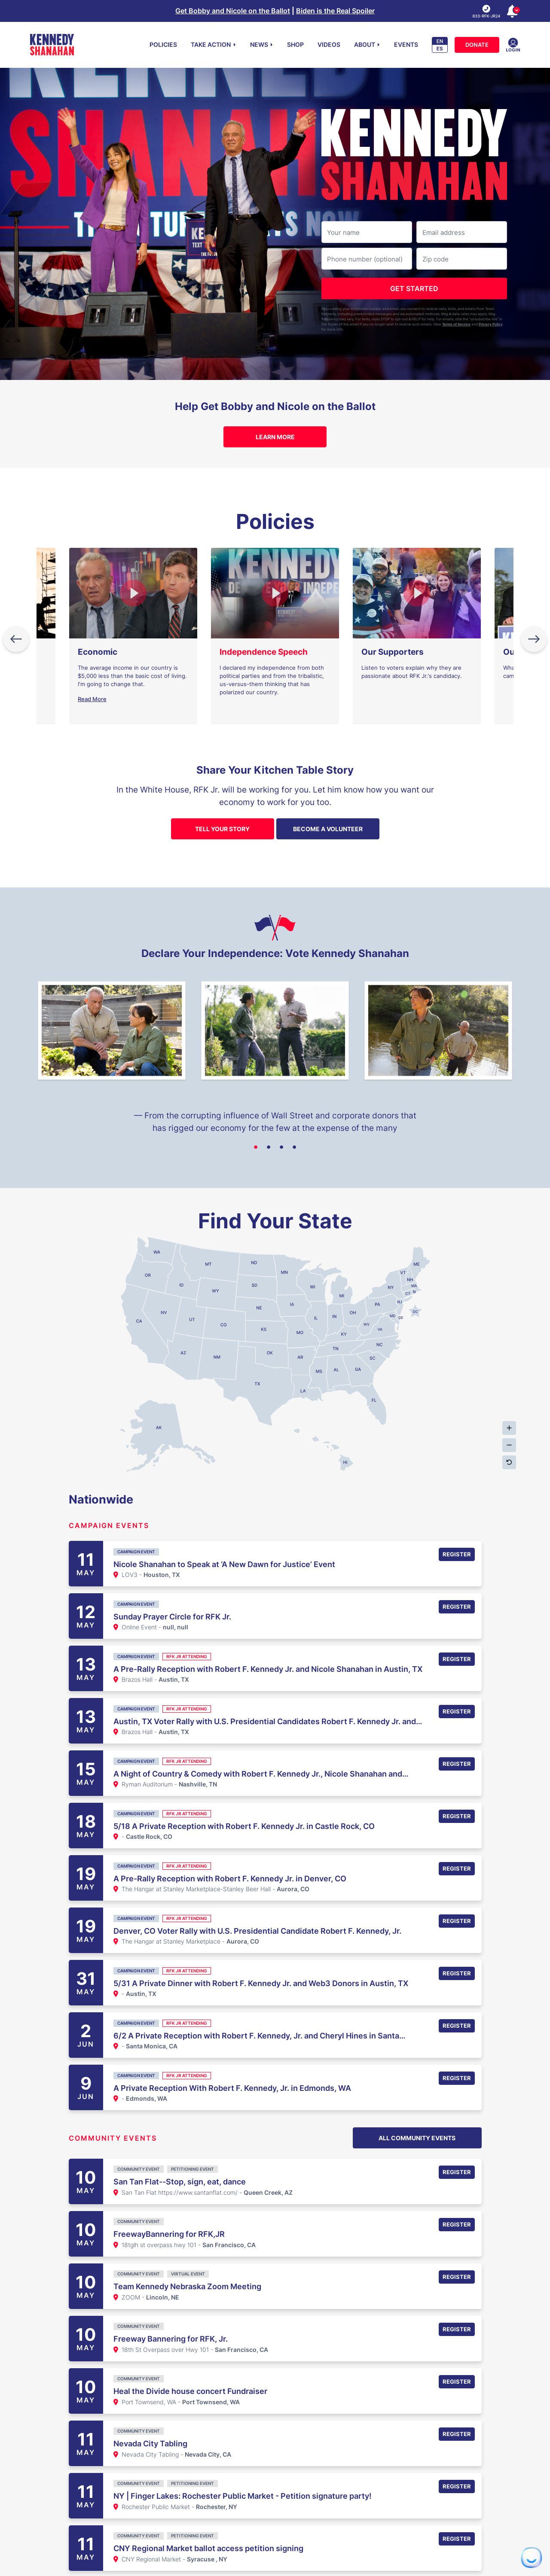 Get Bobby and Nicole on the Ballot | Biden is the Real Spoiler
KENNEDY
SHANAHAN
POLICIES
TAKE ACTION
NEWS
SHOP
VIDEOS
ABOUT
EVENTS
EN
ES
DONATE
LOGIN
KENNEDY
SHANAHAN
Your name
Email address
Phone number (optional)
Zip code
GET STARTED
Help Get Bobby and Nicole on the Ballot
LEARN MORE
Policies
Economic
The average income in our country is
$5,000 less than the basic cost of living.
I'm going to change that.
Read More
Independence Speech
I declared my independence from both
political parties and from the tribalistic,
us-versus-them thinking that has
polarized our country.
Our Supporters
Listen to voters explain why they are
passionate about RFK Jr.'s candidacy.
Share Your Kitchen Table Story
In the White House, RFK Jr. will be working for you. Let him know how you want our
economy to work for you too.
TELL YOUR STORY
BECOME A VOLUNTEER
Declare Your Independence: Vote Kennedy Shanahan
— From the corrupting influence of Wall Street and corporate donors that
has rigged our economy for the few at the expense of the many
Find Your State
WA
MT
ND
MN
ME
VT
NH
OR
ID
WY
SD
WI
MI
NY
MA
CT
NV
UT
CO
NE
IA
IL
IN
OH
PA
NJ
CA
KS
MO
KY
WV
VA
MD
DE
DC
AZ
NM
OK
AR
TN
NC
SC
TX
LA
MS
AL
GA
FL
AK
HI
Nationwide
CAMPAIGN EVENTS
11
MAY
CAMPAIGN EVENT
Nicole Shanahan to Speak at 'A New Dawn for Justice' Event
LOV3 - Houston, TX
REGISTER
12
MAY
CAMPAIGN EVENT
Sunday Prayer Circle for RFK Jr.
Online Event - null, null
REGISTER
13
MAY
CAMPAIGN EVENT
RFK JR ATTENDING
A Pre-Rally Reception with Robert F. Kennedy Jr. and Nicole Shanahan in Austin, TX
Brazos Hall - Austin, TX
REGISTER
13
MAY
CAMPAIGN EVENT
RFK JR ATTENDING
Austin, TX Voter Rally with U.S. Presidential Candidates Robert F. Kennedy Jr. and...
Brazos Hall - Austin, TX
REGISTER
15
MAY
CAMPAIGN EVENT
RFK JR ATTENDING
A Night of Country & Comedy with Robert F. Kennedy Jr., Nicole Shanahan and...
Ryman Auditorium - Nashville, TN
REGISTER
18
MAY
CAMPAIGN EVENT
RFK JR ATTENDING
5/18 A Private Reception with Robert F. Kennedy Jr. in Castle Rock, CO
- Castle Rock, CO
REGISTER
19
MAY
CAMPAIGN EVENT
RFK JR ATTENDING
A Pre-Rally Reception with Robert F. Kennedy Jr. in Denver, CO
The Hangar at Stanley Marketplace-Stanley Beer Hall - Aurora, CO
REGISTER
19
MAY
CAMPAIGN EVENT
RFK JR ATTENDING
Denver, CO Voter Rally with U.S. Presidential Candidate Robert F. Kennedy, Jr.
The Hangar at Stanley Marketplace - Aurora, CO
REGISTER
31
MAY
CAMPAIGN EVENT
RFK JR ATTENDING
5/31 A Private Dinner with Robert F. Kennedy Jr. and Web3 Donors in Austin, TX
- Austin, TX
REGISTER
2
JUN
CAMPAIGN EVENT
RFK JR ATTENDING
6/2 A Private Reception with Robert F. Kennedy, Jr. and Cheryl Hines in Santa...
- Santa Monica, CA
REGISTER
9
JUN
CAMPAIGN EVENT
RFK JR ATTENDING
A Private Reception With Robert F. Kennedy, Jr. in Edmonds, WA
- Edmonds, WA
REGISTER
COMMUNITY EVENTS
ALL COMMUNITY EVENTS
10
MAY
COMMUNITY EVENT
PETITIONING EVENT
San Tan Flat--Stop, sign, eat, dance
San Tan Flat https://www.santanflat.com/ - Queen Creek, AZ
REGISTER
10
MAY
COMMUNITY EVENT
FreewayBannering for RFK,JR
18tglh st overpass hwy 101 - San Francisco, CA
REGISTER
10
MAY
COMMUNITY EVENT
VIRTUAL EVENT
Team Kennedy Nebraska Zoom Meeting
ZOOM - Lincoln, NE
REGISTER
10
MAY
COMMUNITY EVENT
Freeway Bannering for RFK, Jr.
18th St Overpass over Hwy 101 - San Francisco, CA
REGISTER
10
MAY
COMMUNITY EVENT
Heal the Divide house concert Fundraiser
Port Townsend, WA - Port Townsend, WA
REGISTER
11
MAY
COMMUNITY EVENT
Nevada City Tabling
Nevada City Tabling - Nevada City, CA
REGISTER
11
MAY
COMMUNITY EVENT
PETITIONING EVENT
NY | Finger Lakes: Rochester Public Market - Petition signature party!
Rochester Public Market - Rochester, NY
REGISTER
11
MAY
COMMUNITY EVENT
PETITIONING EVENT
CNY Regional Market ballot access petition signing
CNY Regional Market - Syracuse , NY
REGISTER